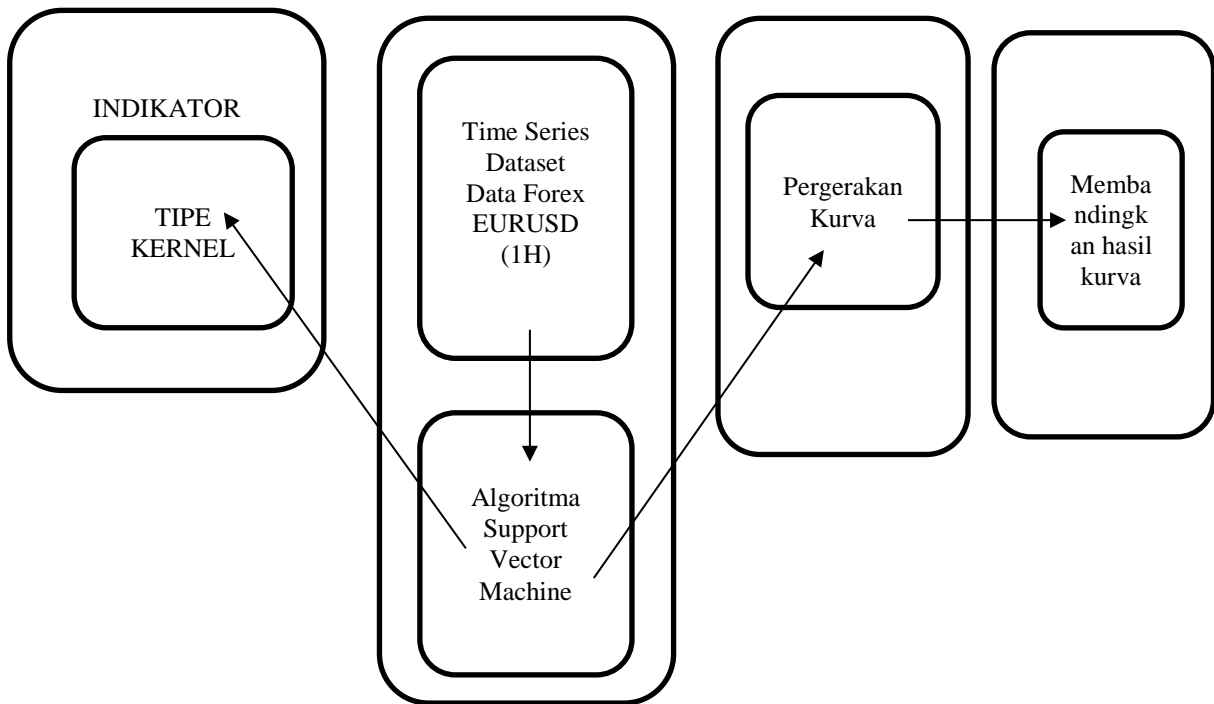 INDIKATOR
TIPE
KERNEL
Time Series
Dataset
Data Forex
EURUSD
(1H)
Algoritma
Support
Vector
Machine
Pergerakan
Kurva
Memba
ndingk
an hasil
kurva